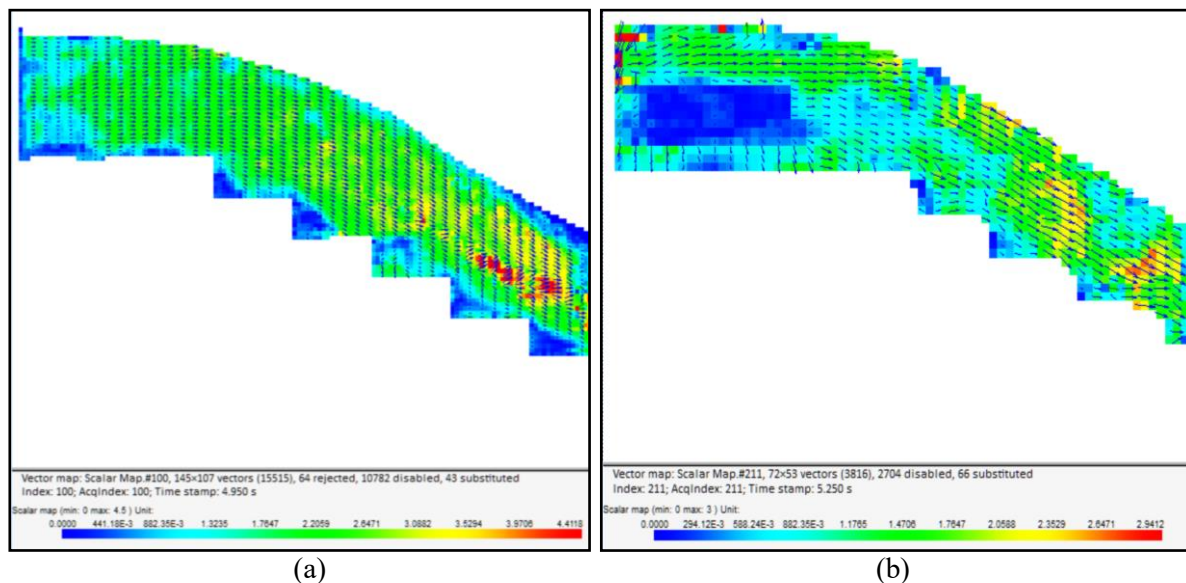 Vector map: Scalar Map.#100, 145×107 vectors (15515), 64 rejected, 10782 disabled, 43 substituted
Index: 100; AcqIndex: 100; Time stamp: 4.950 s
Scalar map (min: 0 max: 4.5 ) Unit:
0.0000 441.18E-3 882.35E-3 1.3235 1.7647 2.2059 2.6471 3.0882 3.5294 3.9706 4.4118
(a)
Vector map: Scalar Map.#211, 72×53 vectors (3816), 2704 disabled, 66 substituted
Index: 211; AcqIndex: 211; Time stamp: 5.250 s
Scalar map (min: 0 max: 3 ) Unit:
0.0000 294.12E-3 588.24E-3 882.35E-3 1.1765 1.4706 1.7647 2.0588 2.3529 2.6471 2.9412
(b)